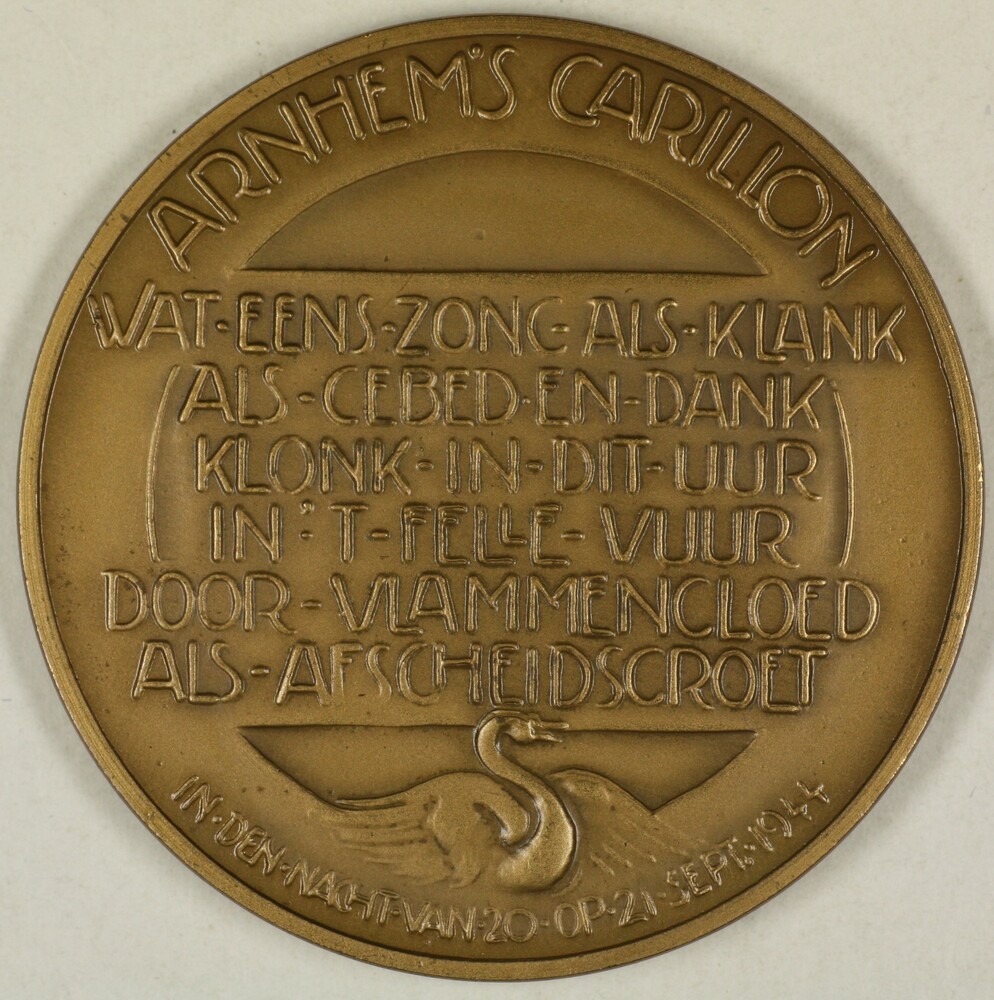 ARNHEM'S CARILLON
WAT·EENS·ZONG·ALS·KLANK
ALS-GEBED·EN-DANK
KLONK-IN-DIT-UUR
IN 'T-FELLE-VUUR
DOOR-VLAMMENGLOED
ALS-AFSCHEIDSGROET
IN·DEN·NACHT·VAN·20·OP·21·SEPT.·1944